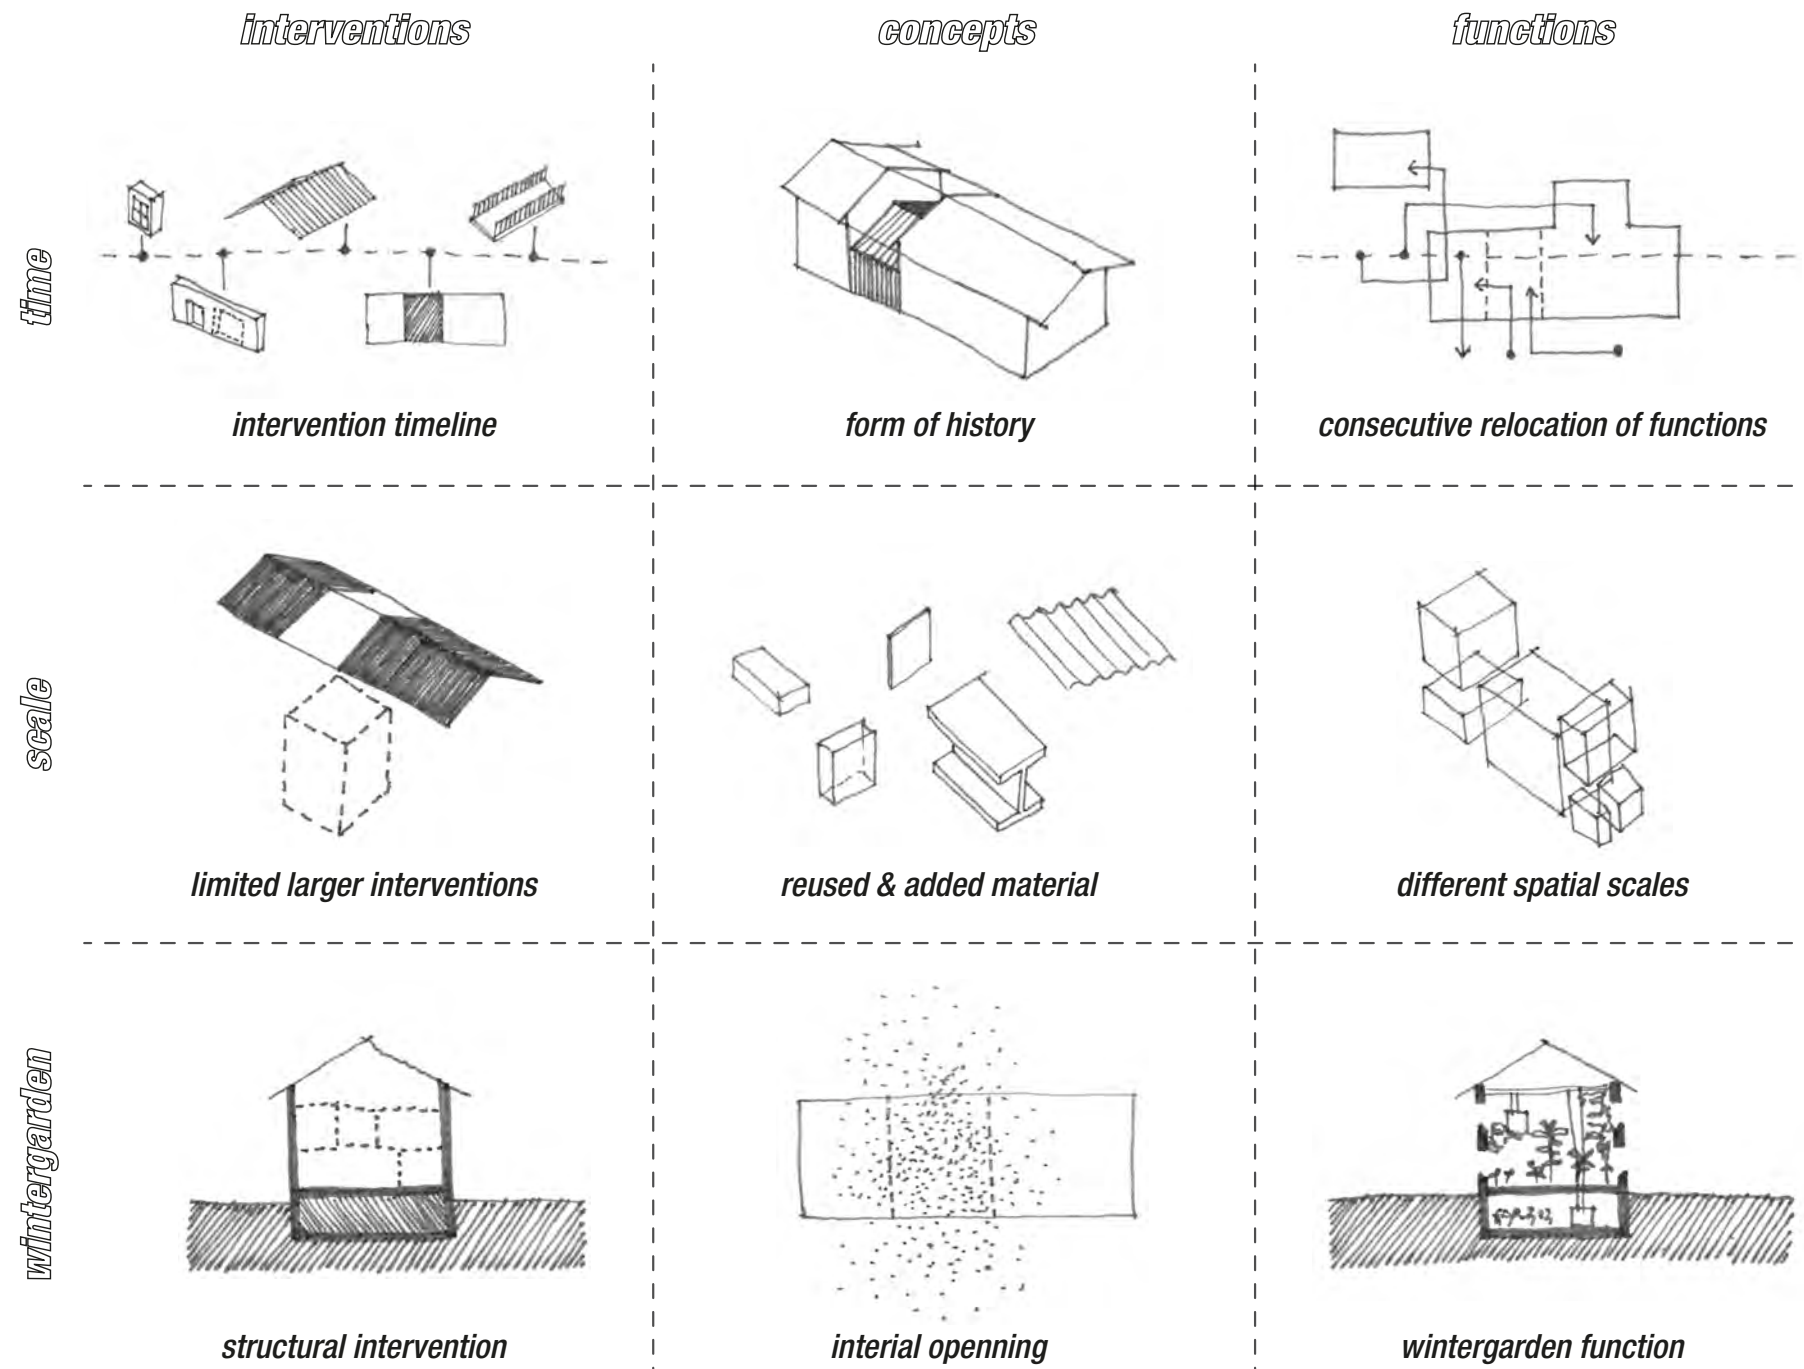 interventions
concepts
functions
time
intervention timeline
form of history
consecutive relocation of functions
scale
limited larger interventions
reused & added material
different spatial scales
wintergarden
structural intervention
interial openning
wintergarden function